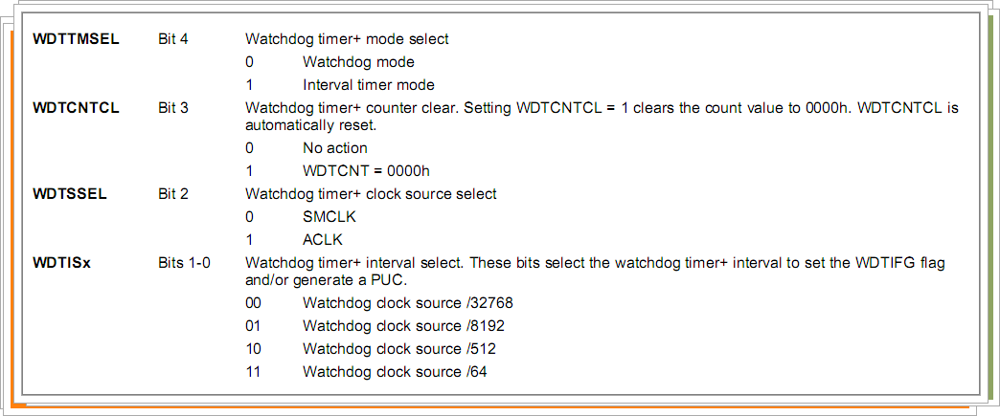 WDTTMSEL Bit 4 Watchdog timer+ mode select
0 Watchdog mode
1 Interval timer mode
WDTCNTCL Bit 3 Watchdog timer+ counter clear. Setting WDTCNTCL = 1 clears the count value to 0000h. WDTCNTCL is
automatically reset.
0 No action
1 WDTCNT = 0000h
WDTSSEL Bit 2 Watchdog timer+ clock source select
0 SMCLK
1 ACLK
WDTISx Bits 1-0 Watchdog timer+ interval select. These bits select the watchdog timer+ interval to set the WDTIFG flag
and/or generate a PUC.
00 Watchdog clock source /32768
01 Watchdog clock source /8192
10 Watchdog clock source /512
11 Watchdog clock source /64